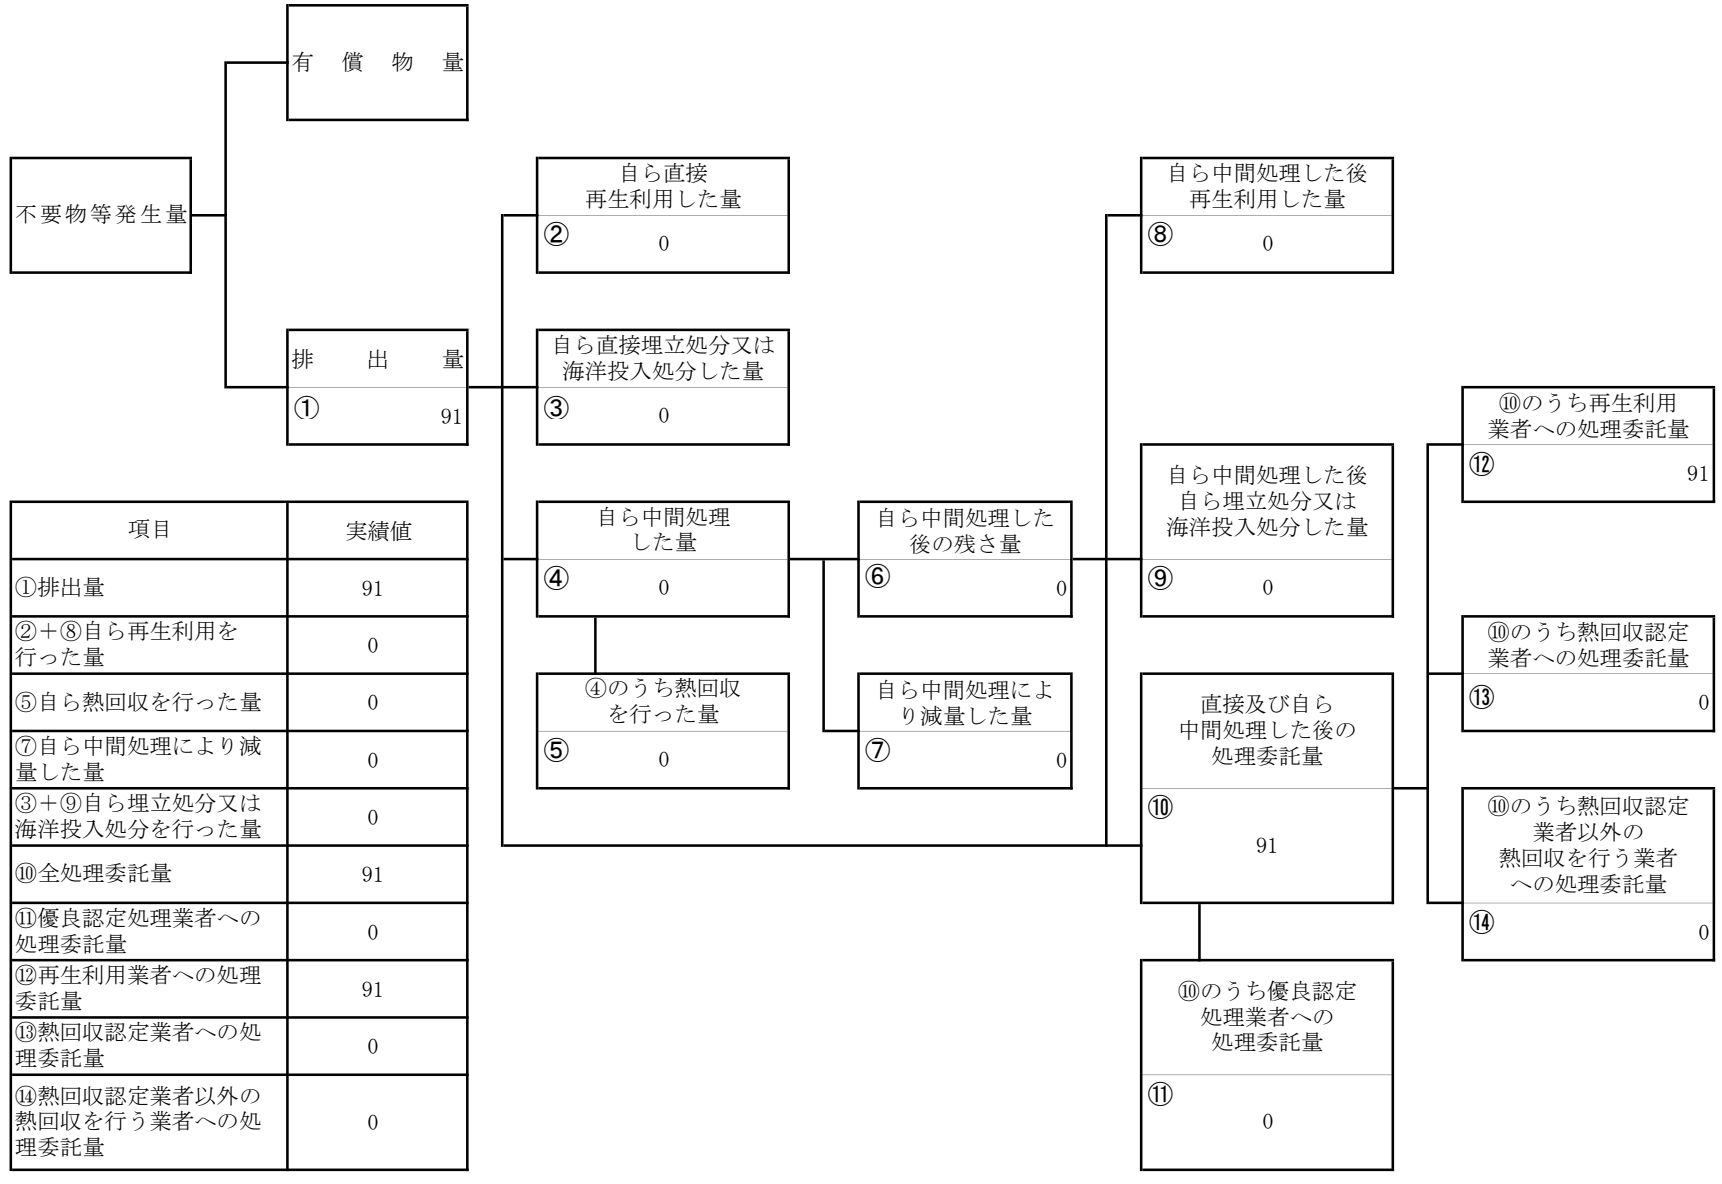 有償物量
不要物等発生量
自ら直接
再生利用した量
②
0
自ら中間処理した後
再生利用した量
⑧
0
排出量
①
91
自ら直接埋立処分又は
海洋投入処分した量
③
0
⑩のうち再生利用
業者への処理委託量
⑫
91
自ら中間処理した後
自ら埋立処分又は
海洋投入処分した量
⑨
0
自ら中間処理
した量
④
0
自ら中間処理した
後の残さ量
⑥
0
⑩のうち熱回収認定
業者への処理委託量
⑬
0
④のうち熱回収
を行った量
⑤
0
自ら中間処理によ
り減量した量
⑦
0
直接及び自ら
中間処理した後の
処理委託量
⑩
91
⑩のうち熱回収認定
業者以外の
熱回収を行う業者
への処理委託量
⑭
0
⑩のうち優良認定
処理業者への
処理委託量
⑪
0
項目 実績値
①排出量 91
②＋⑧自ら再生利用を
行った量
0
⑤自ら熱回収を行った量 0
⑦自ら中間処理により減
量した量
0
③＋⑨自ら埋立処分又は
海洋投入処分を行った量
0
⑩全処理委託量 91
⑪優良認定処理業者への
処理委託量
0
⑫再生利用業者への処理
委託量
91
⑬熱回収認定業者への処
理委託量
0
⑭熱回収認定業者以外の
熱回収を行う業者への処
理委託量
0